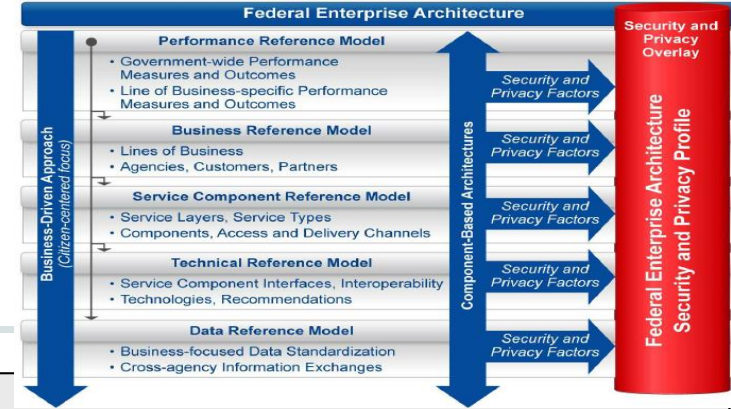 Federal Enterprise Architecture
Security and
Privacy
Overlay
Performance Reference Model
• Government-wide Performance
Measures and Outcomes
• Line of Business-specific Performance
Measures and Outcomes
Security and
Privacy Factors
Business Reference Model
• Lines of Business
• Agencies, Customers, Partners
Security and
Privacy Factors
Service Component Reference Model
• Service Layers, Service Types
• Components, Access and Delivery Channels
Security and
Privacy Factors
Technical Reference Model
• Service Component Interfaces, Interoperability
• Technologies, Recommendations
Security and
Privacy Factors
Data Reference Model
• Business-focused Data Standardization
• Cross-agency Information Exchanges
Security and
Privacy Factors
Business-Driven Approach
(Citizen-centered focus)
Component-Based Architectures
Federal Enterprise Architecture
Security and Privacy Profile